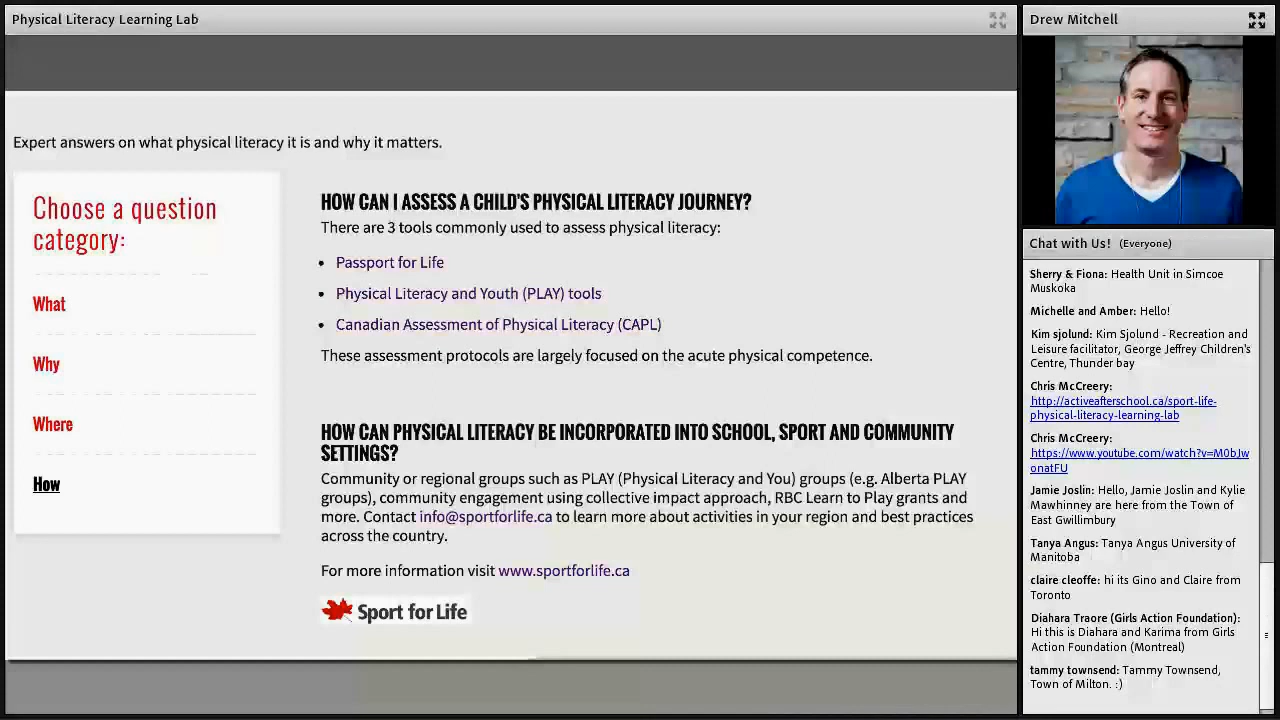 Physical Literacy Learning Lab
Expert answers on what physical literacy it is and why it matters.
Choose a question
category:
What
Why
Where
How
HOW CAN I ASSESS A CHILD'S PHYSICAL LITERACY JOURNEY?
There are 3 tools commonly used to assess physical literacy:
• Passport for Life
• Physical Literacy and Youth (PLAY) tools
• Canadian Assessment of Physical Literacy (CAPL)
These assessment protocols are largely focused on the acute physical competence.
HOW CAN PHYSICAL LITERACY BE INCORPORATED INTO SCHOOL, SPORT AND COMMUNITY
SETTINGS?
Community or regional groups such as PLAY (Physical Literacy and You) groups (e.g. Alberta PLAY
groups), community engagement using collective impact approach, RBC Learn to Play grants and
more. Contact info@sportforlife.ca to learn more about activities in your region and best practices
across the country.
For more information visit www.sportforlife.ca
Sport for Life
Drew Mitchell
Chat with Us! (Everyone)
Sherry & Fiona: Health Unit in Simcoe
Muskoka
Michelle and Amber: Hello!
Kim sjolund: Kim Sjolund - Recreation and
Leisure facilitator, George Jeffrey Children's
Centre, Thunder bay
Chris McCreery:
http://activeafterschool.ca/sport-life-
physical-literacy-learning-lab
Chris McCreery:
https://www.youtube.com/watch?v=M0bJw
onatFU
Jamie Joslin: Hello, Jamie Joslin and Kylie
Mawhinney are here from the Town of
East Gwillimbury
Tanya Angus: Tanya Angus University of
Manitoba
claire cleoffe: hi its Gino and Claire from
Toronto
Diahara Traore (Girls Action Foundation):
Hi this is Diahara and Karima from Girls
Action Foundation (Montreal)
tammy townsend: Tammy Townsend,
Town of Milton. :)